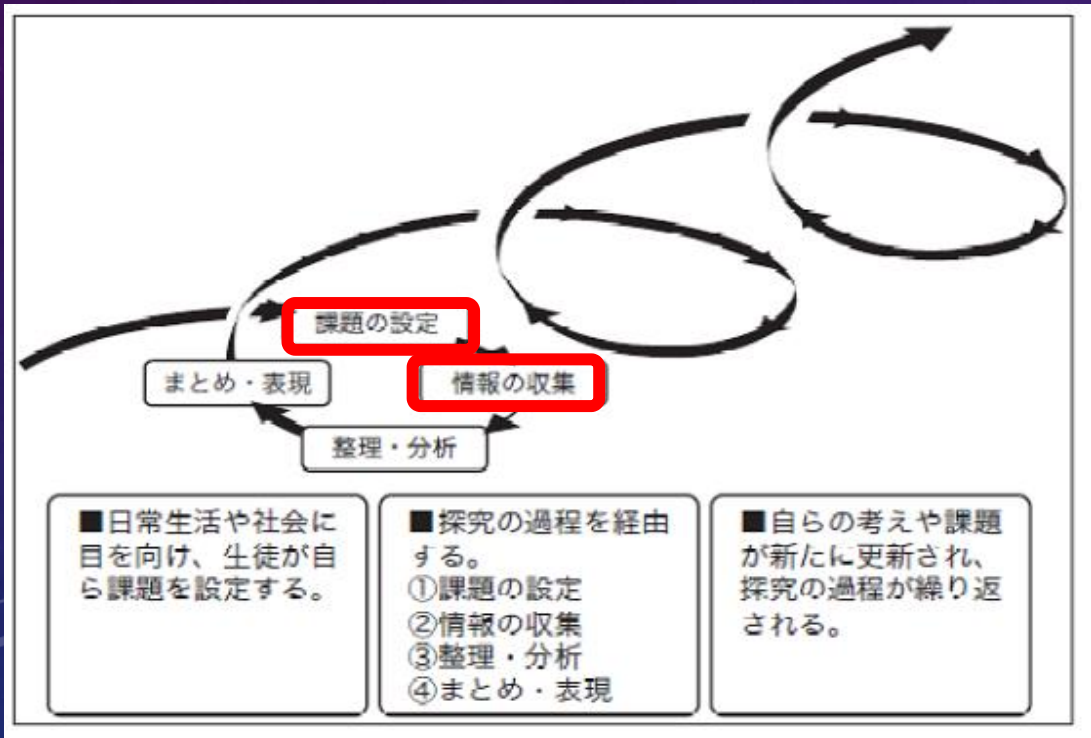 課題の設定
まとめ・表現
情報の収集
整理・分析
■日常生活や社会に
目を向け、生徒が自
ら課題を設定する。
■探究の過程を経由
する。
①課題の設定
②情報の収集
③整理・分析
④まとめ・表現
■自らの考えや課題
が新たに更新され、
探究の過程が繰り返
される。